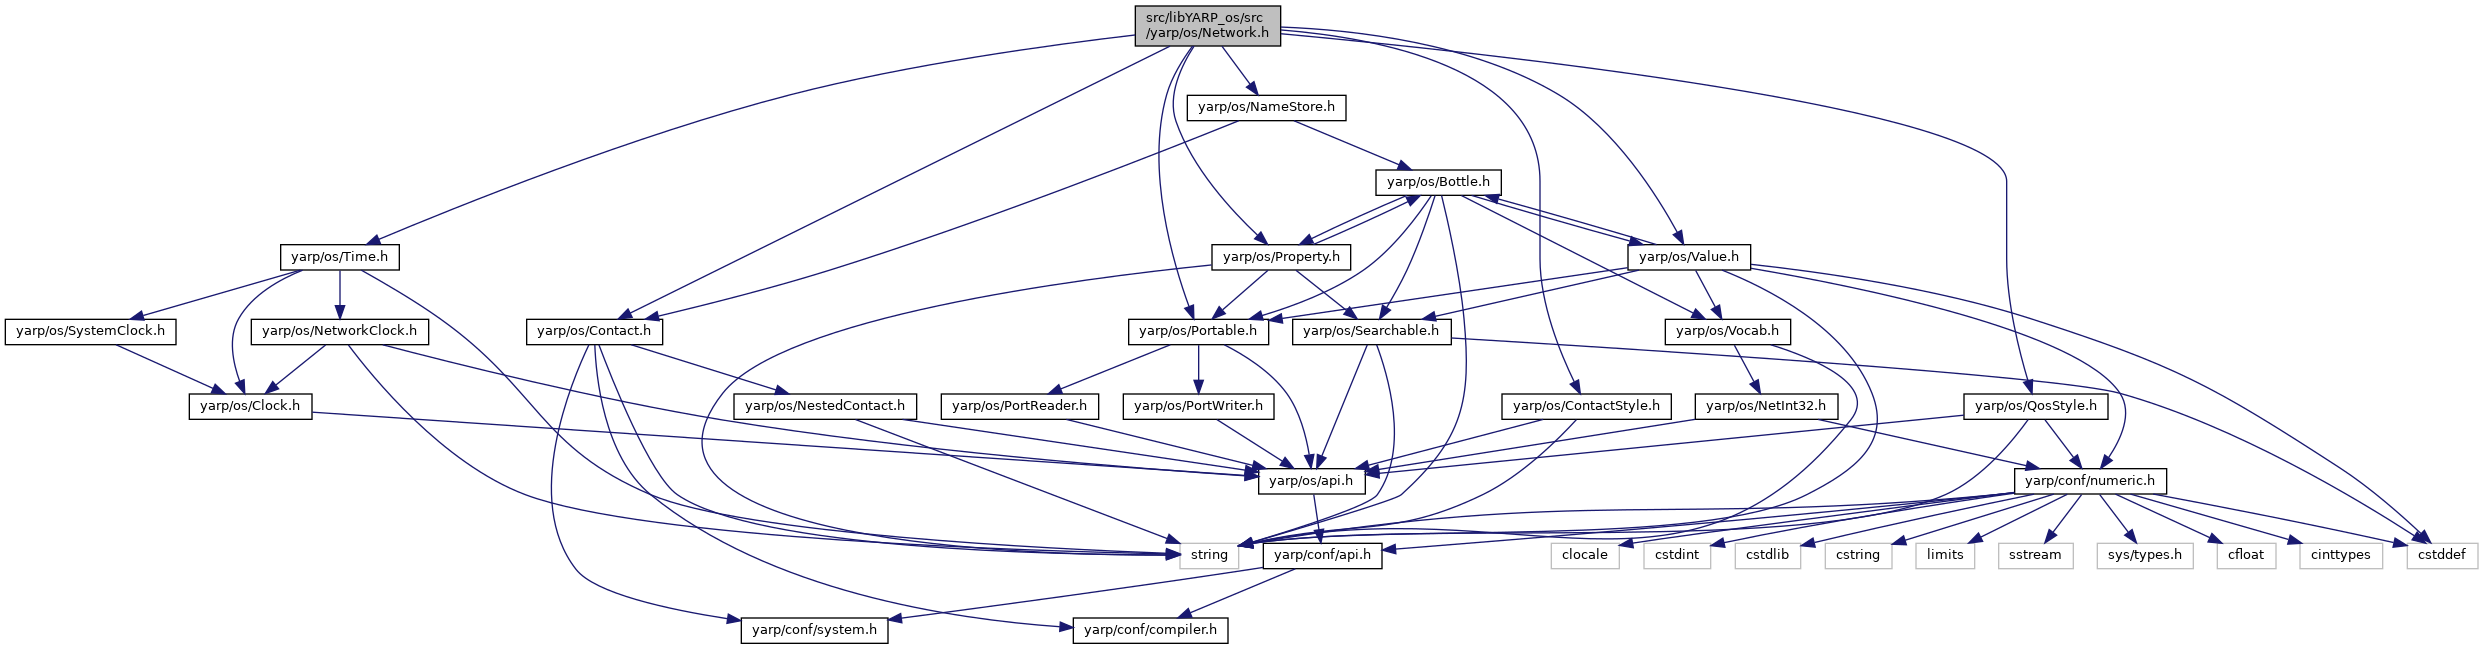 src/libYARP_os/src
/yarp/os/Network.h
yarp/os/NameStore.h
yarp/os/Bottle.h
yarp/os/Time.h
yarp/os/Property.h
yarp/os/Value.h
yarp/os/SystemClock.h
yarp/os/NetworkClock.h
yarp/os/Contact.h
yarp/os/Portable.h
yarp/os/Searchable.h
yarp/os/Vocab.h
yarp/os/Clock.h
yarp/os/NestedContact.h
yarp/os/PortReader.h
yarp/os/PortWriter.h
yarp/os/ContactStyle.h
yarp/os/NetInt32.h
yarp/os/QosStyle.h
yarp/os/api.h
yarp/conf/numeric.h
string
yarp/conf/api.h
clocale
cstdint
cstdlib
cstring
limits
sstream
sys/types.h
cfloat
cinttypes
cstddef
yarp/conf/system.h
yarp/conf/compiler.h